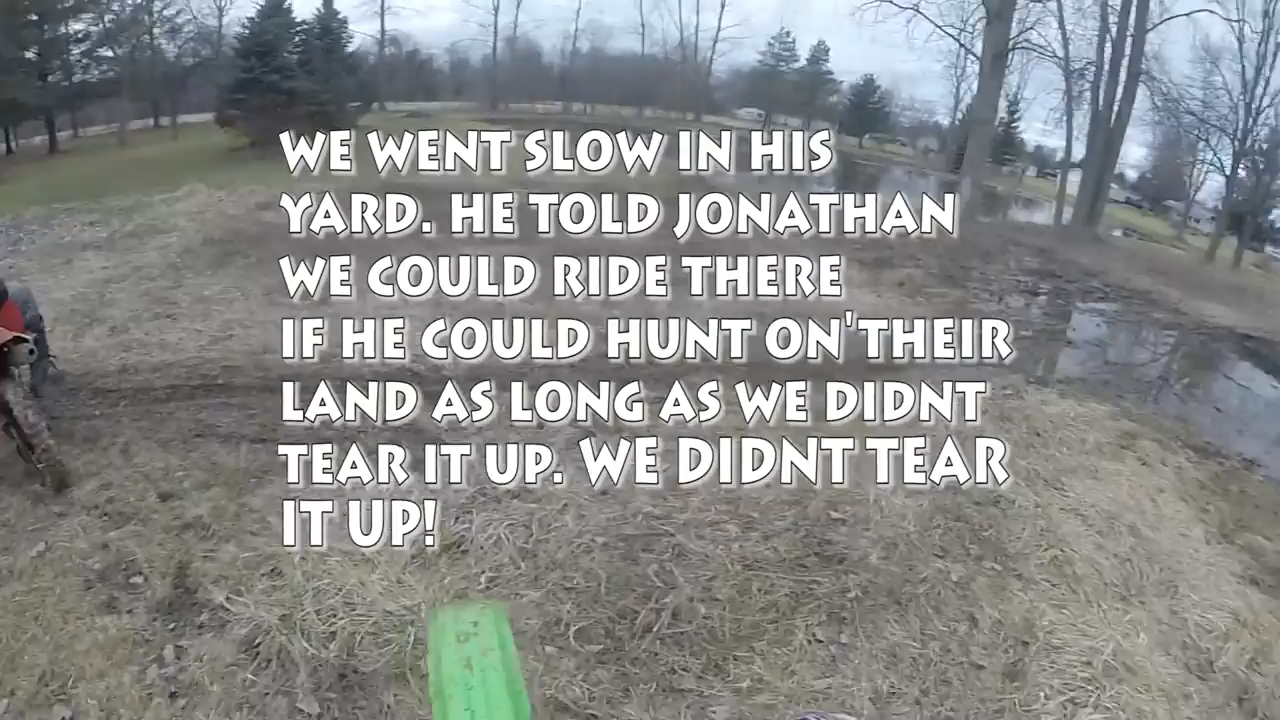 WE WENT SLOW IN HIS
YARD. HE TOLD JONATHAN
WE COULD RIDE THERE
IF HE COULD HUNT ON'THEIR
LAND AS LONG AS WE DIDNT
TEAR IT UP. WE DIDNT TEAR
IT UP!